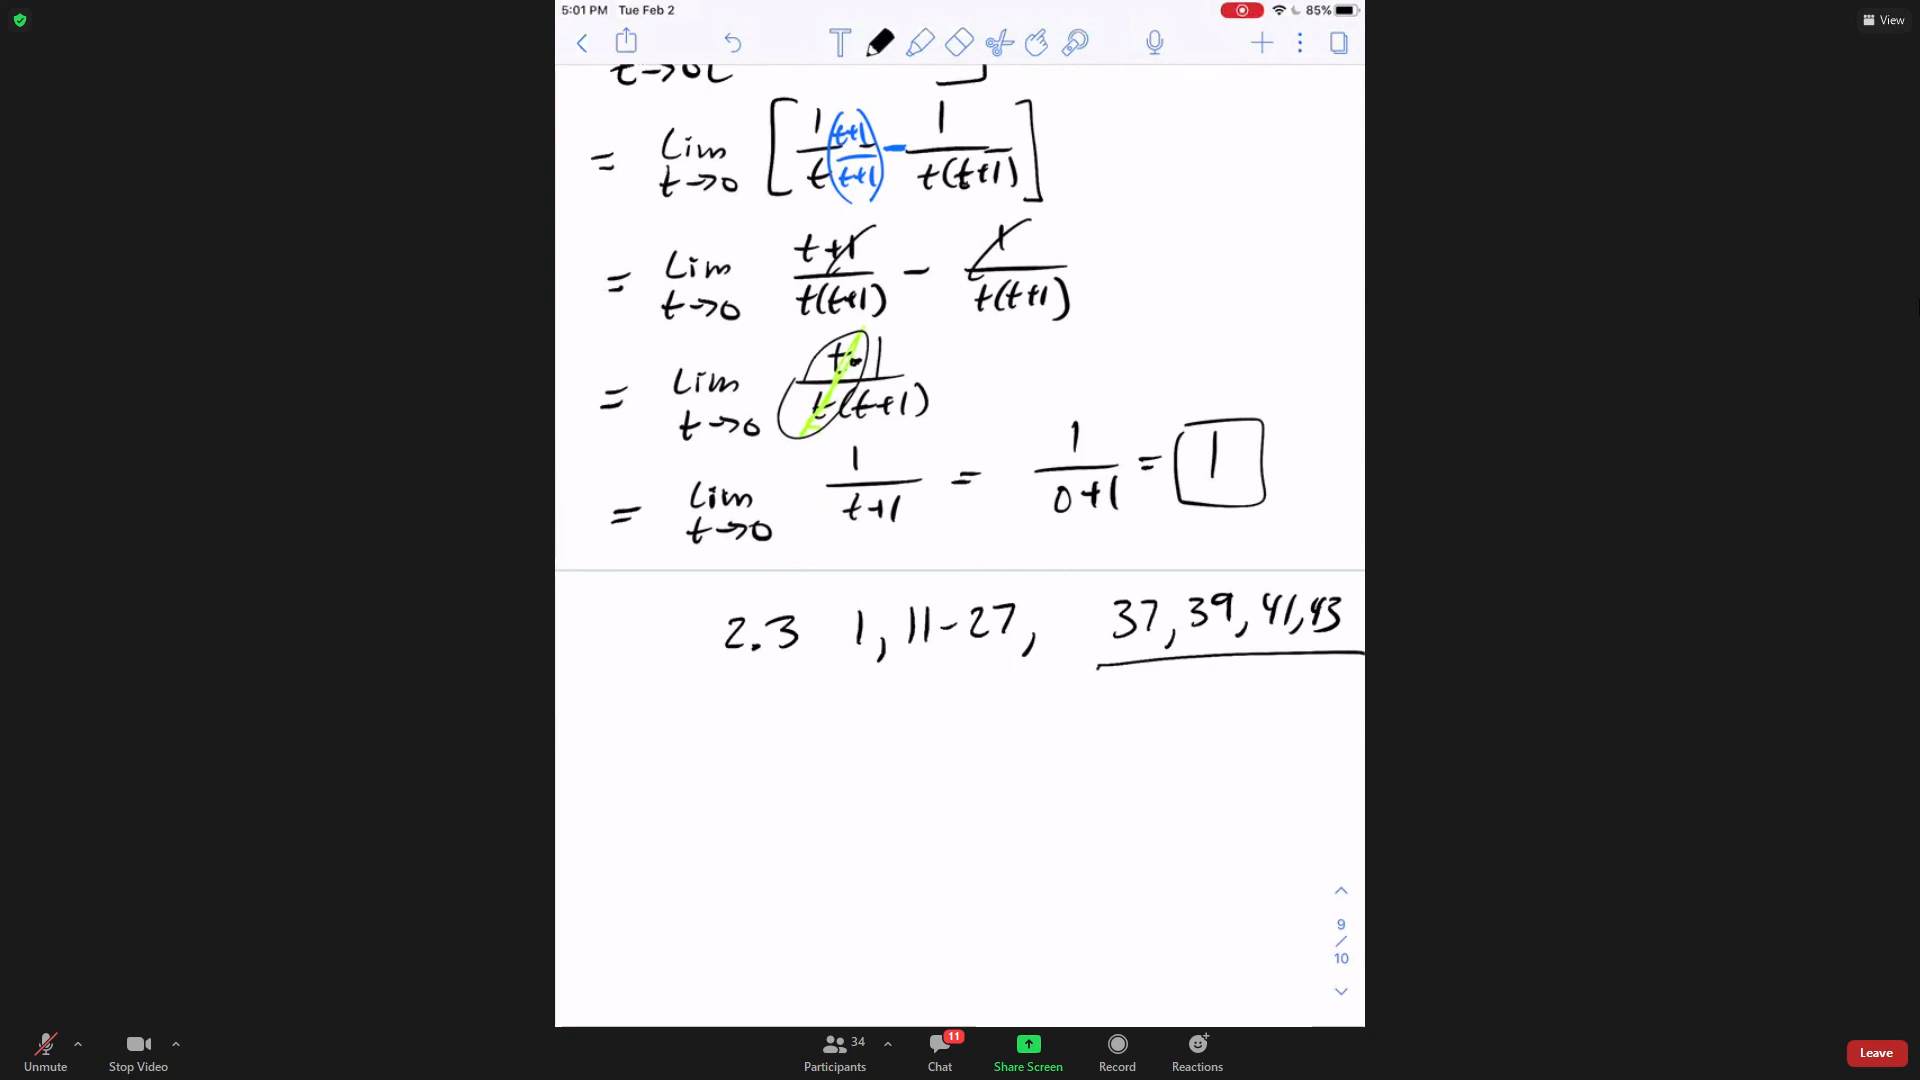 5:01 PM Tue Feb 2
85%
View
T
t→0
= lim t→0 [ 1/t (t+1)/(t+1) - 1/(t(t+1)) ]
= lim t→0 (t+1)/(t(t+1)) - 1/(t(t+1))
= lim t→0 t·1/(t(t+1))
= lim t→0 1/(t+1) = 1/(0+1) = 1
2.3 1, 11-27, 37, 39, 41, 43
9
/
10
Unmute
Stop Video
Participants
34
Chat
11
Share Screen
Record
Reactions
Leave